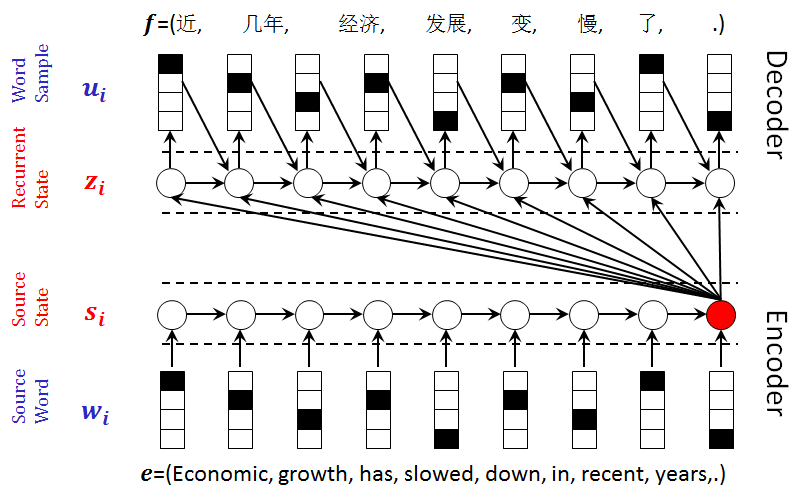 f=(近, 几年, 经济, 发展, 变, 慢, 了, .)
Word Sample
u_i
Decoder
Recurrent State
z_i
Source State
s_i
Encoder
Source Word
w_i
e=(Economic, growth, has, slowed, down, in, recent, years,.)